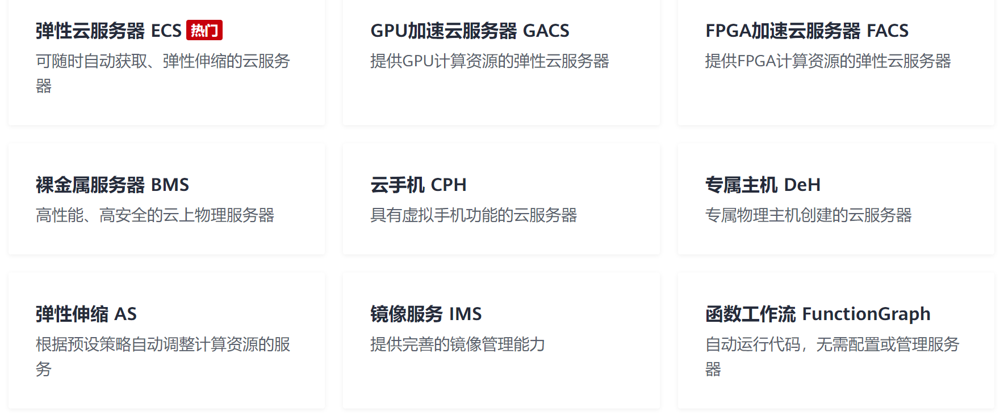 弹性云服务器 ECS 热门
可随时自动获取、弹性伸缩的云服务
器
GPU加速云服务器 GACS
提供GPU计算资源的弹性云服务器
FPGA加速云服务器 FACS
提供FPGA计算资源的弹性云服务器
裸金属服务器 BMS
高性能、高安全的云上物理服务器
云手机 CPH
具有虚拟手机功能的云服务器
专属主机 DeH
专属物理主机创建的云服务器
弹性伸缩 AS
根据预设策略自动调整计算资源的服
务
镜像服务 IMS
提供完善的镜像管理能力
函数工作流 FunctionGraph
自动运行代码，无需配置或管理服务
器